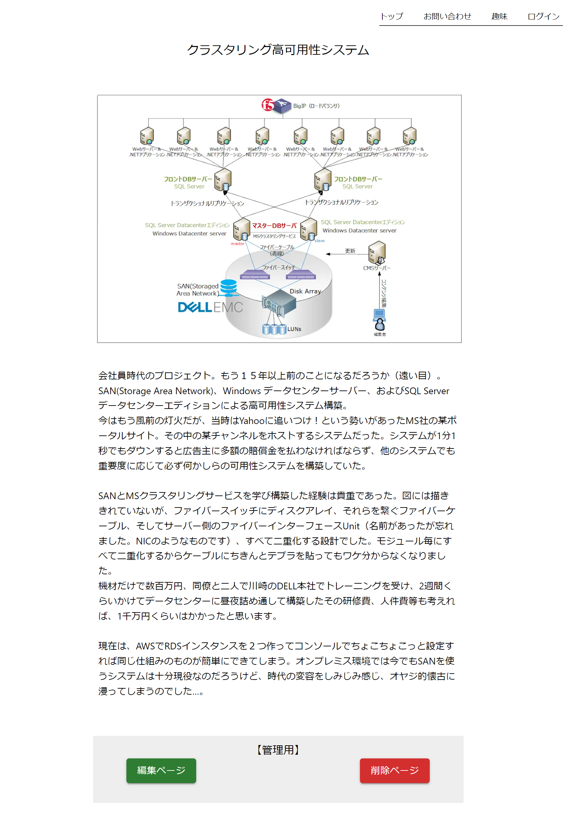 トップ お問い合わせ 趣味 ログイン
クラスタリング高可用性システム
f5 BigIP（ロードバランサ）
Webサーバー＆ Webサーバー＆ Webサーバー＆ Webサーバー＆ Webサーバー＆ Webサーバー＆ Webサーバー＆ Webサーバー＆
.NETアプリケーション .NETアプリケーション .NETアプリケーション .NETアプリケーション .NETアプリケーション .NETアプリケーション .NETアプリケーション .NETアプリケーション
フロントDBサーバー
SQL Server
フロントDBサーバー
SQL Server
トランザクショナルリプリケーション
トランザクショナルリプリケーション
SQL Server Datacenterエディション
Windows Datacenter server
マスターDBサーバ
MSクラスタリングサービス
SQL Server Datacenterエディション
Windows Datacenter server
ファイバーケーブル
（青線）
更新
CMSサーバー
ファイバースイッチ
SAN(Storaged
Area Network)
Disk Array
DELLEMC
LUNs
編集者
会社員時代のプロジェクト。もう１５年以上前のことになるだろうか（遠い目）。
SAN(Storage Area Network)、Windows データセンターサーバー、およびSQL Server
データセンターエディションによる高可用性システム構築。
今はもう風前の灯火だが、当時はYahooに追いつけ！という勢いがあったMS社の某ポ
ータルサイト。その中の某チャンネルをホストするシステムだった。システムが1分1
秒でもダウンすると広告主に多額の賠償金を払わなければならず、他のシステムでも
重要度に応じて必ず何かしらの可用性システムを構築していた。
SANとMSクラスタリングサービスを学び構築した経験は貴重であった。図には描き
きれていないが、ファイバースイッチにディスクアレイ、それらを繋ぐファイバーケ
ーブル、そしてサーバー側のファイバーインターフェースUnit（名前があったが忘れ
ました。NICのようなものです）、すべて二重化する設計でした。モジュール毎にす
べて二重化するからケーブルにちきんとテプラを貼ってもワケ分からなくなりまし
た。
機材だけで数百万円、同僚と二人で川崎のDELL本社でトレーニングを受け、2週間く
らいかけてデータセンターに昼夜詰め通して構築したその研修費、人件費等も考えれ
ば、1千万円くらいはかかったと思います。
現在は、AWSでRDSインスタンスを２つ作ってコンソールでちょこちょこっと設定す
れば同じ仕組みのものが簡単にできてしまう。オンプレミス環境では今でもSANを使
うシステムは十分現役なのだろうけど、時代の変容をしみじみ感じ、オヤジ的懐古に
浸ってしまうのでした...。
【管理用】
編集ページ 削除ページ